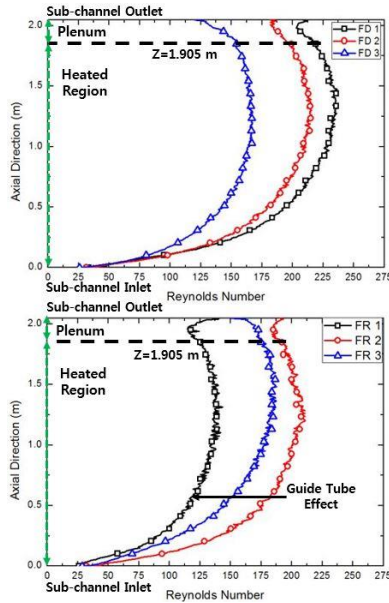 Sub-channel Outlet
2.0
Plenum
FD 1
FD 2
FD 3
Z=1.905 m
Heated
Region
1.5
Axial Direction (m)
1.0
0.5
0.0
0 25 50 75 100 125 150 175 200 225 250 275
Sub-channel Inlet
Reynolds Number
Sub-channel Outlet
2.0
Plenum
FR 1
FR 2
FR 3
Z=1.905 m
Heated
Region
1.5
Axial Direction (m)
1.0
0.5
Guide Tube
Effect
0.0
0 25 50 75 100 125 150 175 200 225 250 275
Sub-channel Inlet
Reynolds Number